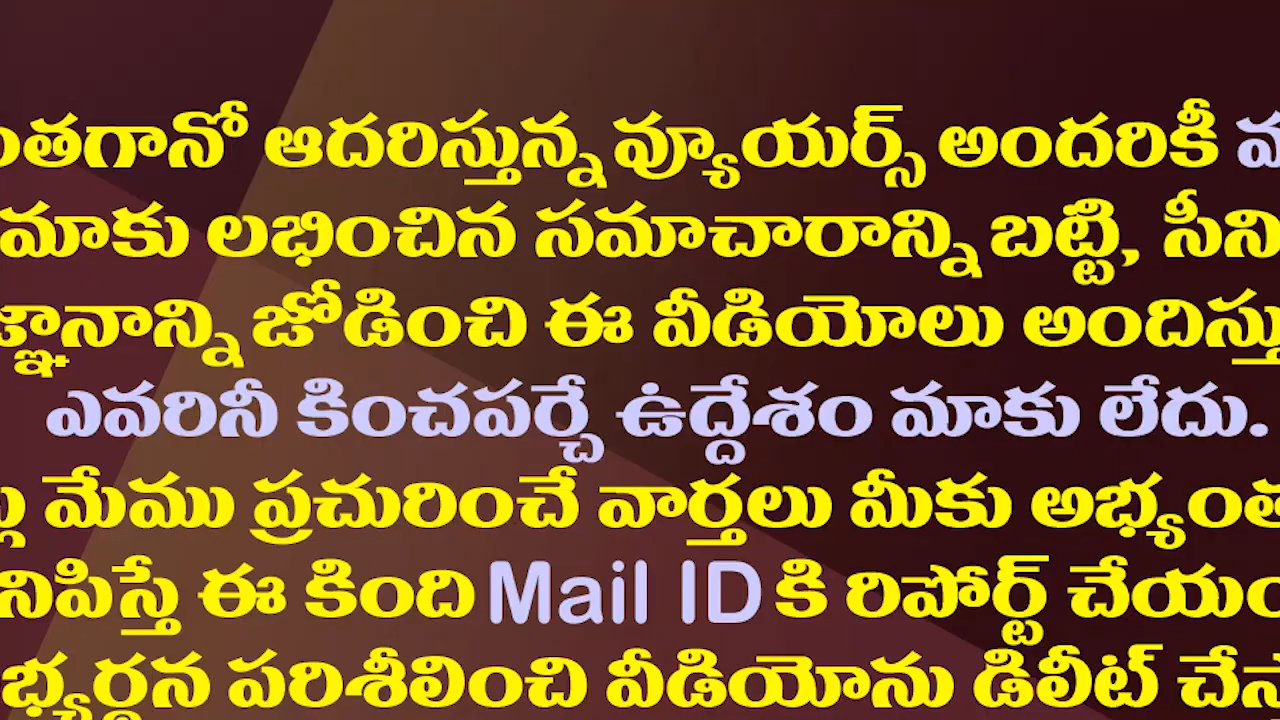 ఆదరిస్తున్న వ్యూయర్స్ అందరికీ
మాకు లభించిన సమాచారాన్ని బట్టి,
జోడించి ఈ వీడియోలు
ఎవరినీ కించపర్చే ఉద్దేశం మాకు లేదు.
మేము ప్రచురించే వార్తలు మీకు
ఈ కింది Mail ID కి రిపోర్ట్
పరిశీలించి వీడియోను డిలీట్